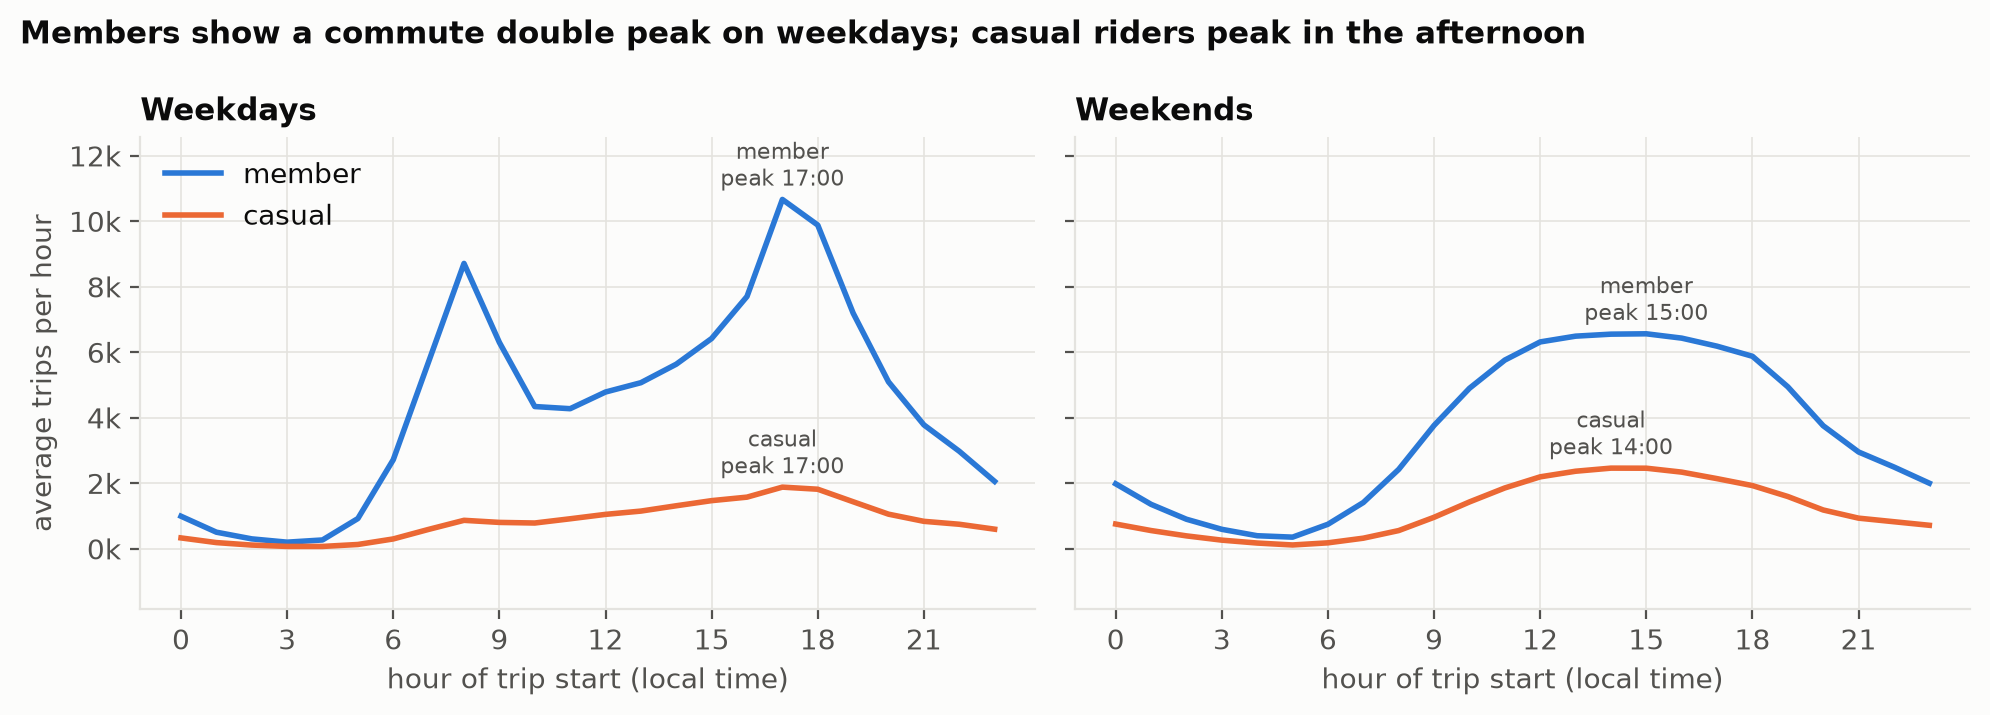 Members show a commute double peak on weekdays; casual riders peak in the afternoon
Weekdays
average trips per hour
12k
10k
8k
6k
4k
2k
0k
member
casual
member
peak 17:00
casual
peak 17:00
0 3 6 9 12 15 18 21
hour of trip start (local time)
Weekends
member
peak 15:00
casual
peak 14:00
0 3 6 9 12 15 18 21
hour of trip start (local time)